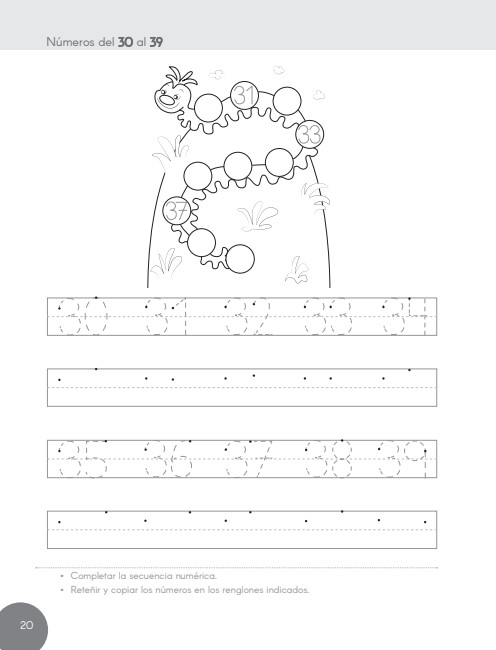 Números del 30 al 39
31
33
37
30 31 32 33 34
35 36 37 38 39
• Completar la secuencia numérica.
• Reteñir y copiar los números en los renglones indicados.
20